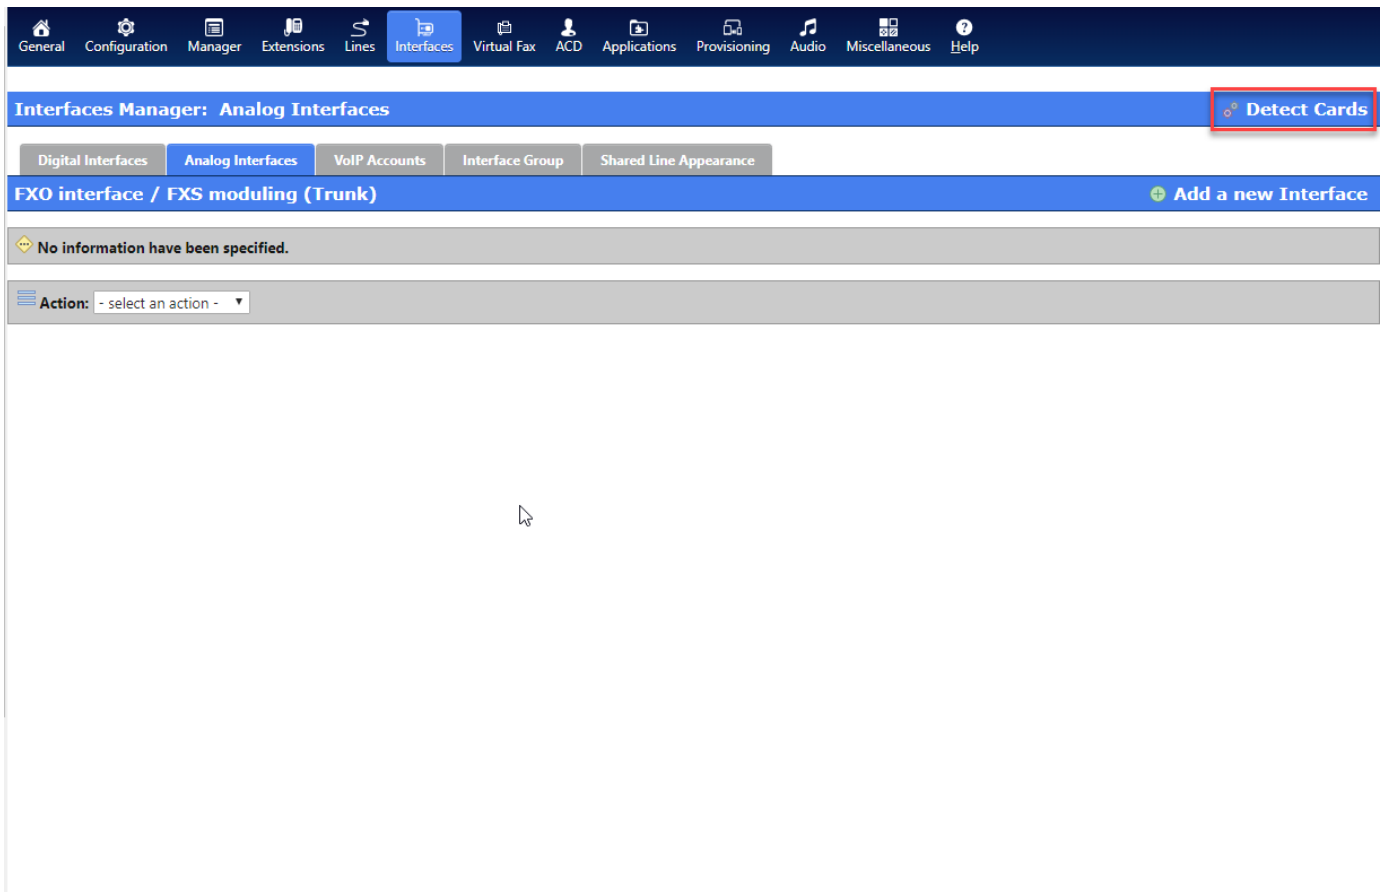 General Configuration Manager Extensions Lines Interfaces Virtual Fax ACD Applications Provisioning Audio Miscellaneous Help
Interfaces Manager: Analog Interfaces Detect Cards
Digital Interfaces Analog Interfaces VoIP Accounts Interface Group Shared Line Appearance
FXO interface / FXS moduling (Trunk) Add a new Interface
No information have been specified.
Action: - select an action -